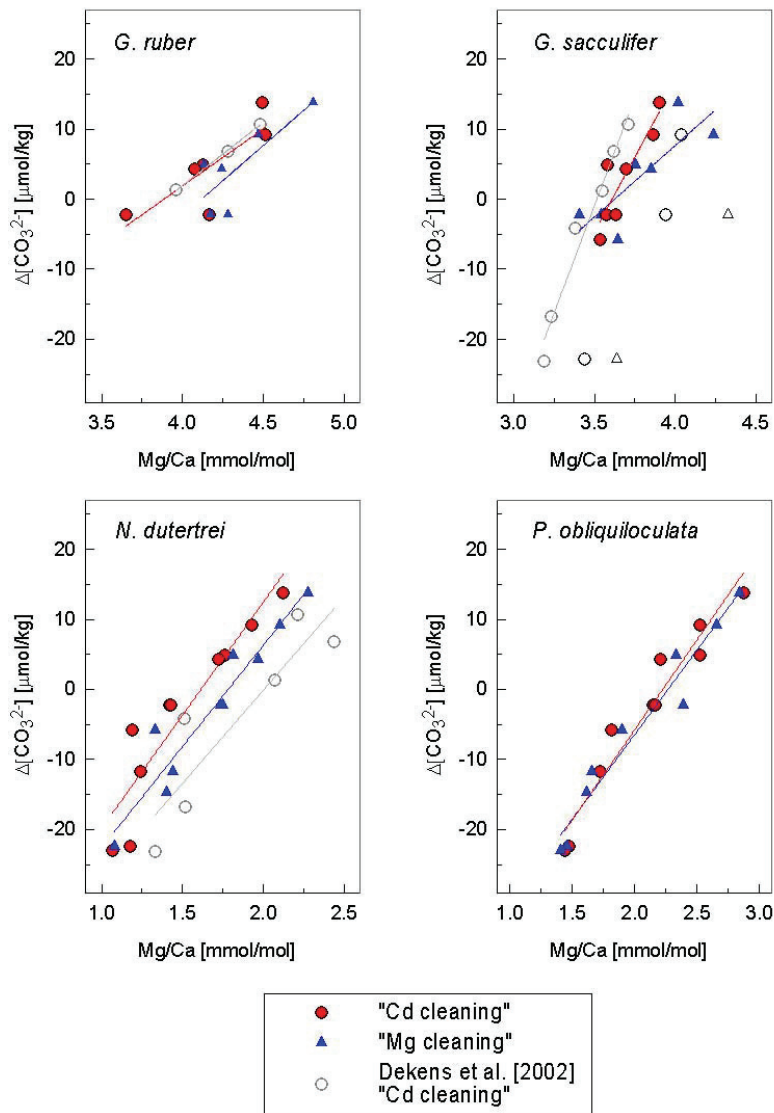 G. ruber
G. sacculifer
20
10
0
-10
-20
Δ[CO₃²⁻] [μmol/kg]
3.5 4.0 4.5 5.0
Mg/Ca [mmol/mol]
20
10
0
-10
-20
Δ[CO₃²⁻] [μmol/kg]
3.0 3.5 4.0 4.5
Mg/Ca [mmol/mol]
N. dutertrei
P. obliquiloculata
20
10
0
-10
-20
Δ[CO₃²⁻] [μmol/kg]
1.0 1.5 2.0 2.5
Mg/Ca [mmol/mol]
20
10
0
-10
-20
Δ[CO₃²⁻] [μmol/kg]
1.0 1.5 2.0 2.5 3.0
Mg/Ca [mmol/mol]
"Cd cleaning"
"Mg cleaning"
Dekens et al. [2002]
"Cd cleaning"